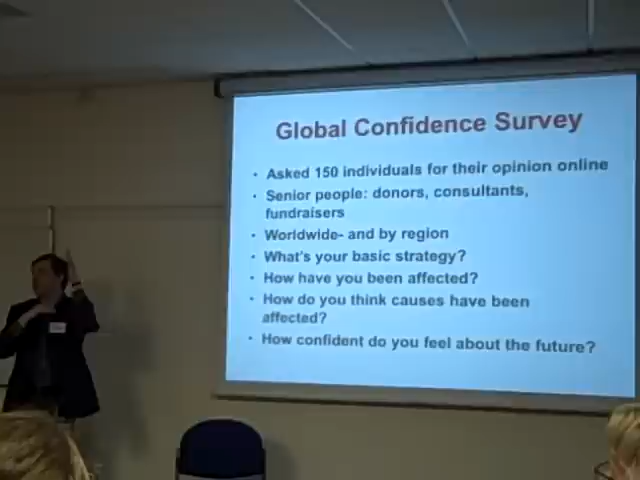 Global Confidence Survey
• Asked 150 individuals for their opinion online
• Senior people: donors, consultants,
fundraisers
• Worldwide- and by region
• What's your basic strategy?
• How have you been affected?
• How do you think causes have been
affected?
• How confident do you feel about the future?